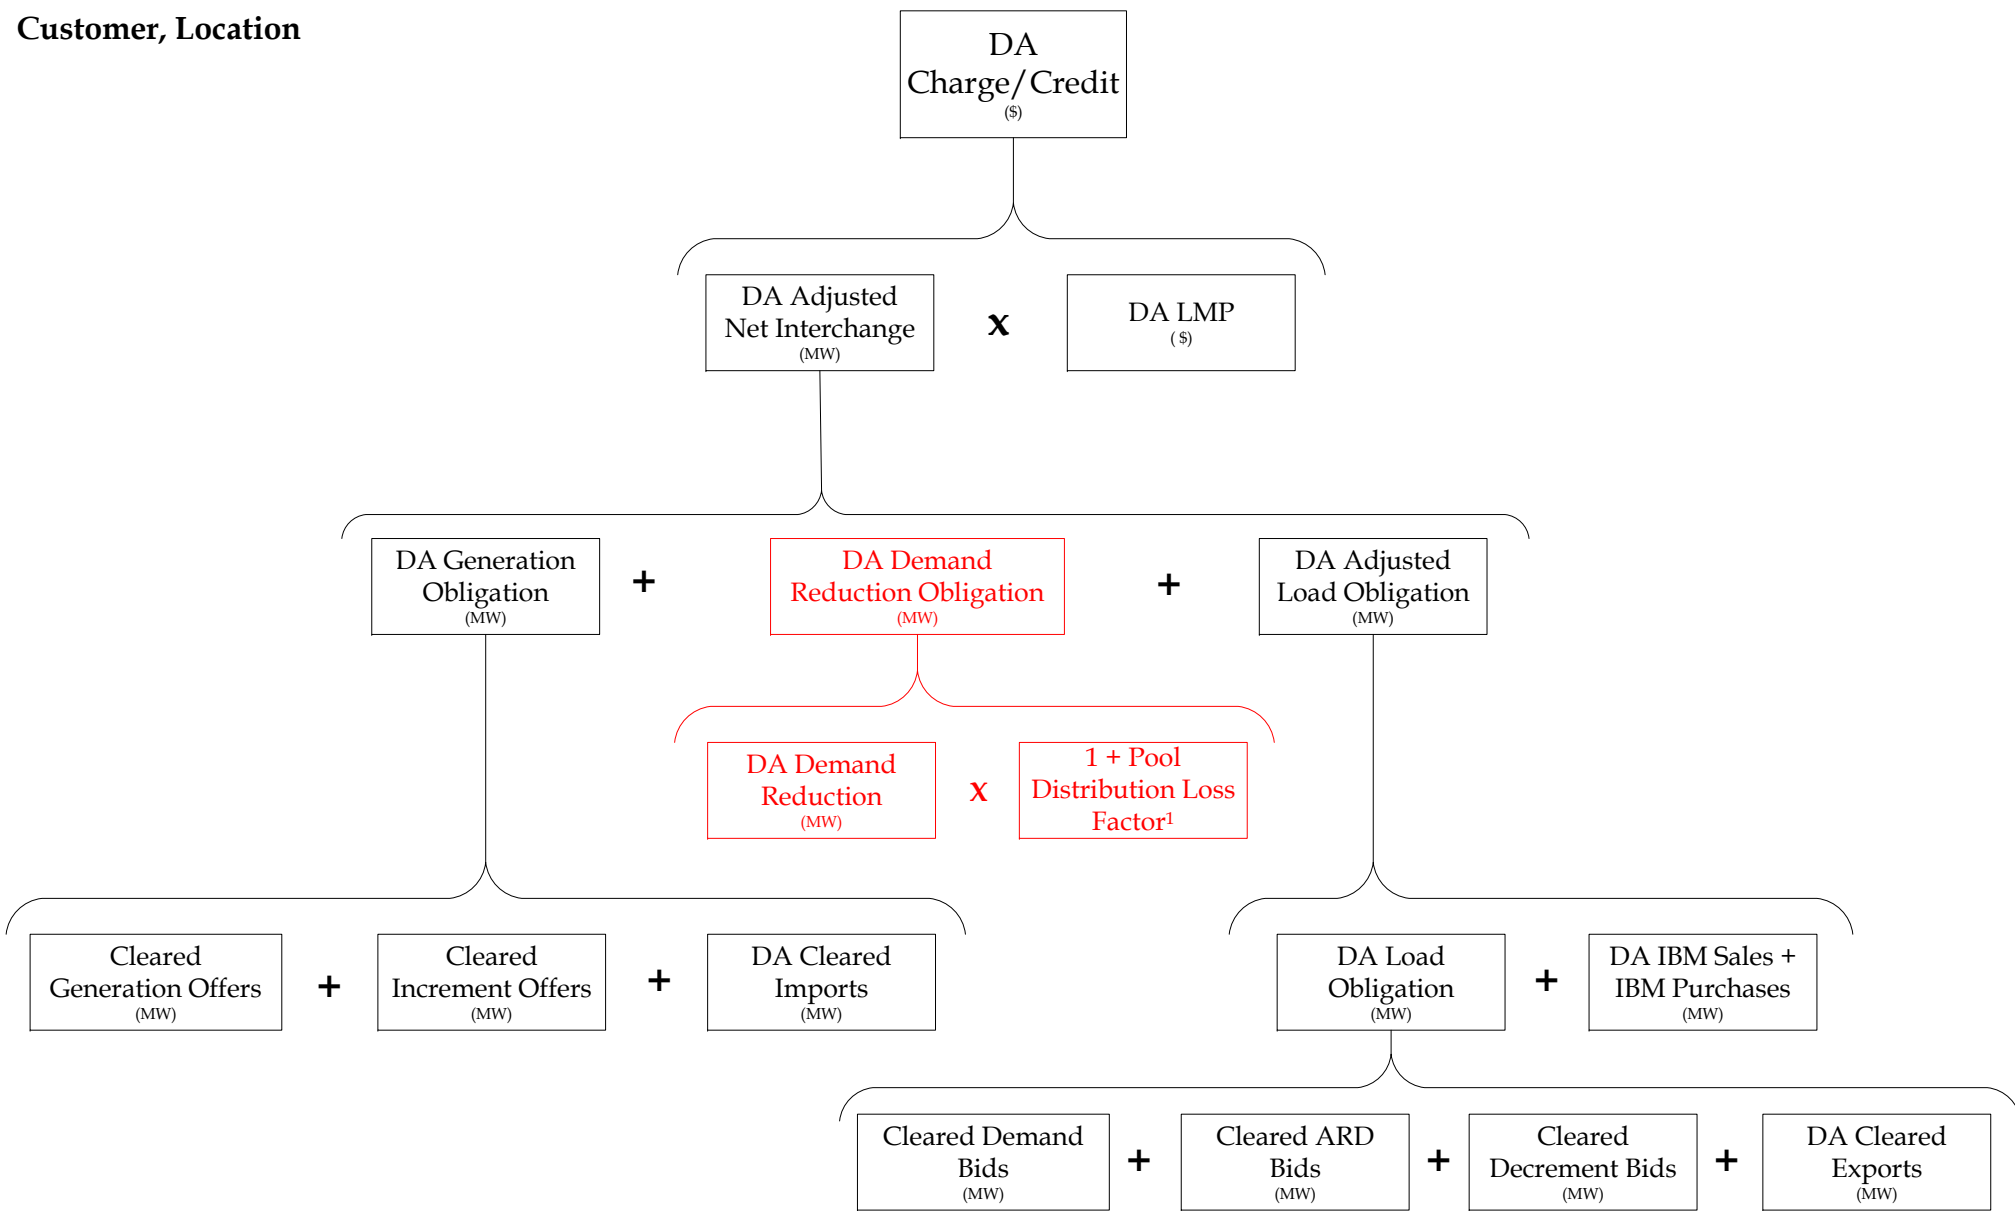 Customer, Location
DA
Charge/Credit
($)
DA Adjusted
Net Interchange
(MW)
x
DA LMP
( $)
DA Generation
Obligation
(MW)
+
DA Demand
Reduction Obligation
(MW)
+
DA Adjusted
Load Obligation
(MW)
DA Demand
Reduction
(MW)
x
1 + Pool
Distribution Loss
Factor¹
Cleared
Generation Offers
(MW)
+
Cleared
Increment Offers
(MW)
+
DA Cleared
Imports
(MW)
DA Load
Obligation
(MW)
+
DA IBM Sales +
IBM Purchases
(MW)
Cleared Demand
Bids
(MW)
+
Cleared ARD
Bids
(MW)
+
Cleared
Decrement Bids
(MW)
+
DA Cleared
Exports
(MW)